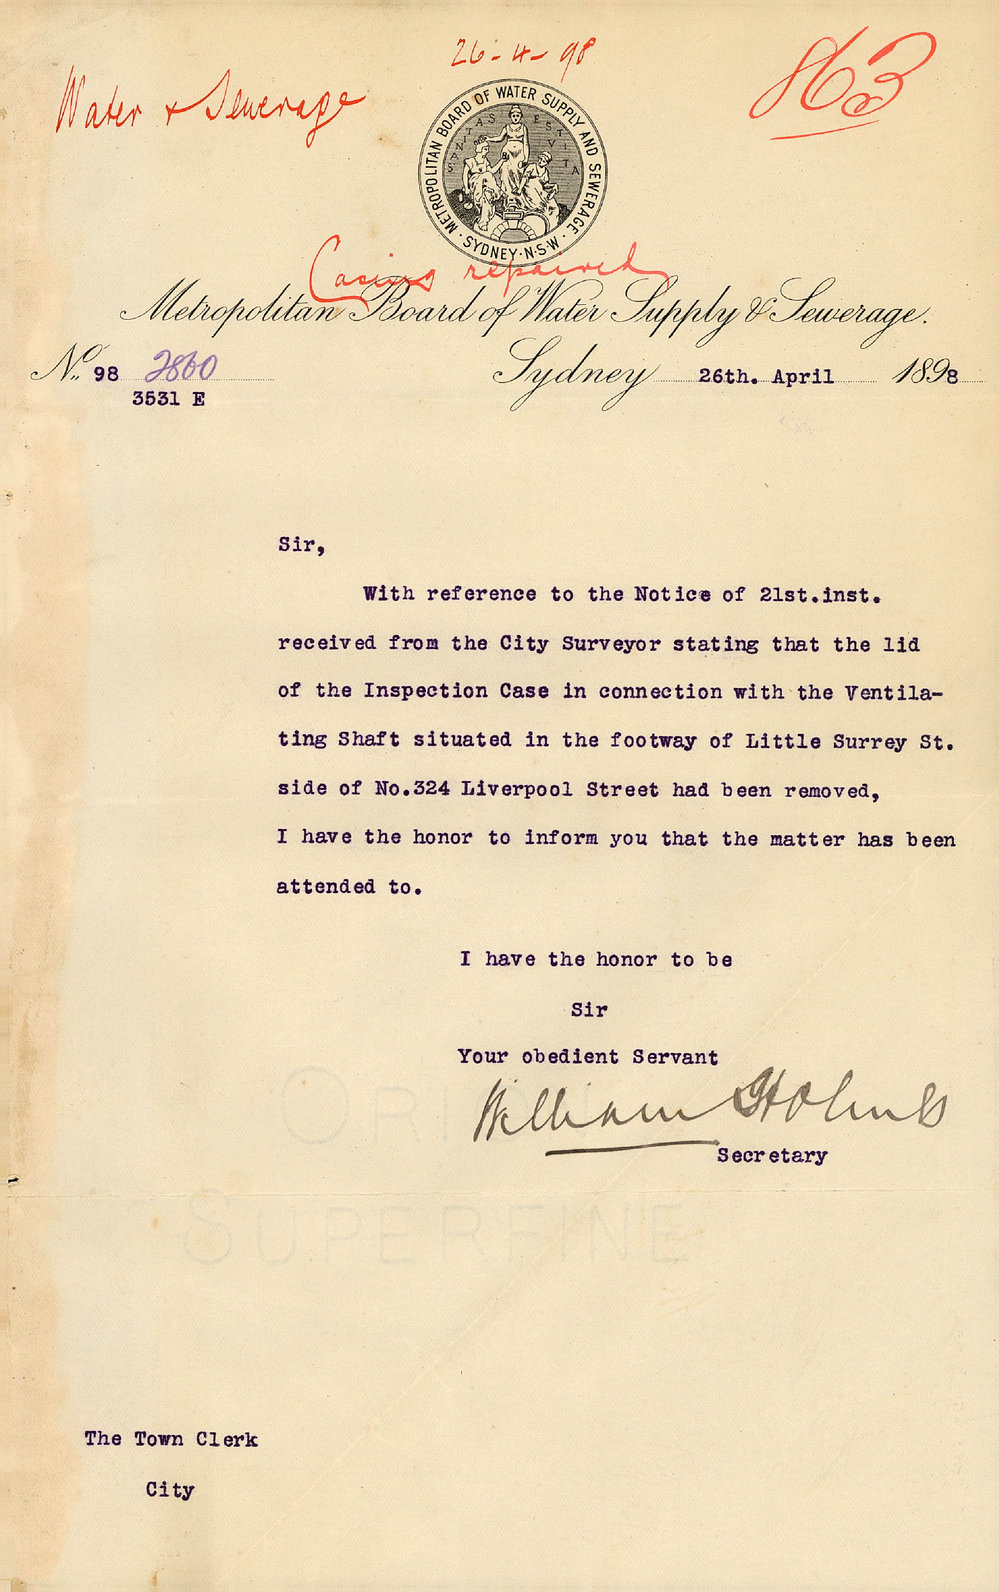 26-4-98
Water & Sewerage
863
METROPOLITAN BOARD OF WATER SUPPLY AND SEWERAGE.
SANITAS EST VITA
· SYDNEY · N·S·W ·
Casing repaired
Metropolitan Board of Water Supply & Sewerage.
No. 98 2860
3531 E
Sydney 26th. April 1898
Sir,
With reference to the Notice of 21st.inst.
received from the City Surveyor stating that the lid
of the Inspection Case in connection with the Ventila-
ting Shaft situated in the footway of Little Surrey St.
side of No.324 Liverpool Street had been removed,
I have the honor to inform you that the matter has been
attended to.
I have the honor to be
Sir
Your obedient Servant
William Holmes
Secretary
ORION
SUPERFINE
The Town Clerk
City